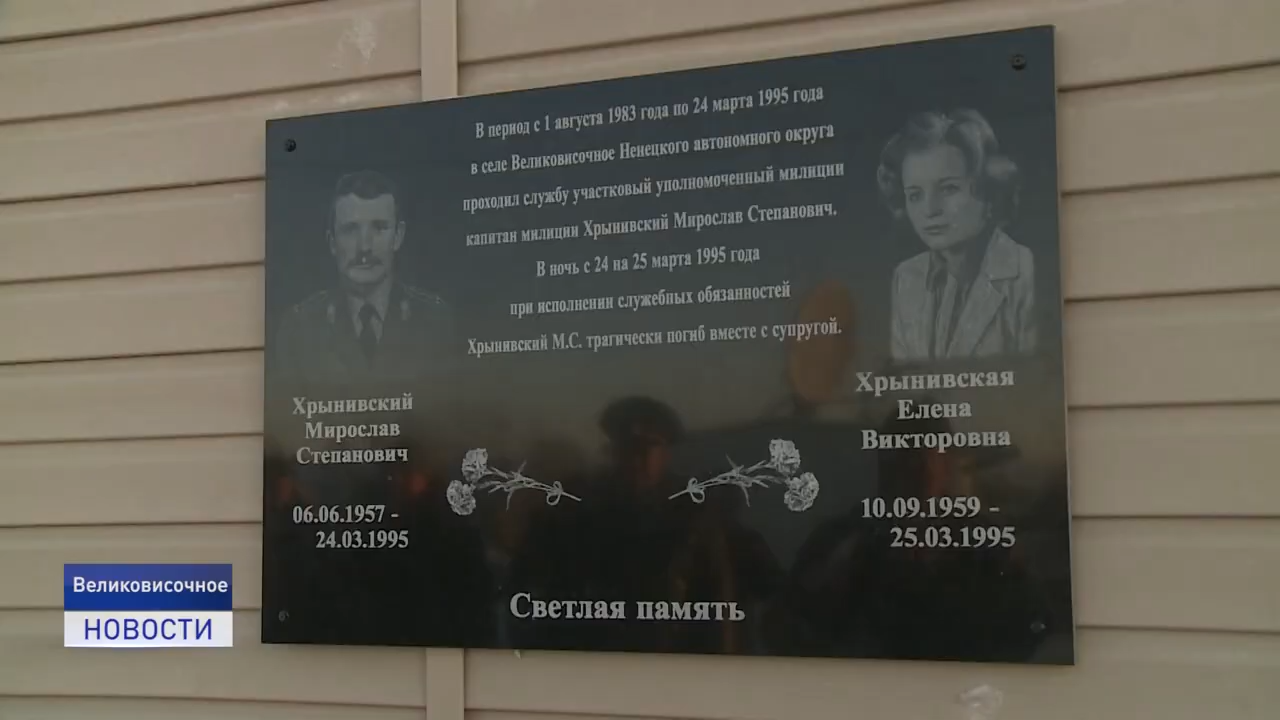 В период с 1 августа 1983 года по 24 марта 1995 года
в селе Великовисочное Ненецкого автономного округа
проходил службу участковый уполномоченный милиции
капитан милиции Хрынивский Мирослав Степанович.
В ночь с 24 на 25 марта 1995 года
при исполнении служебных обязанностей
Хрынивский М.С. трагически погиб вместе с супругой.
Хрынивский
Мирослав
Степанович
06.06.1957 -
24.03.1995
Хрынивская
Елена
Викторовна
10.09.1959 -
25.03.1995
Светлая память
Великовисочное
НОВОСТИ